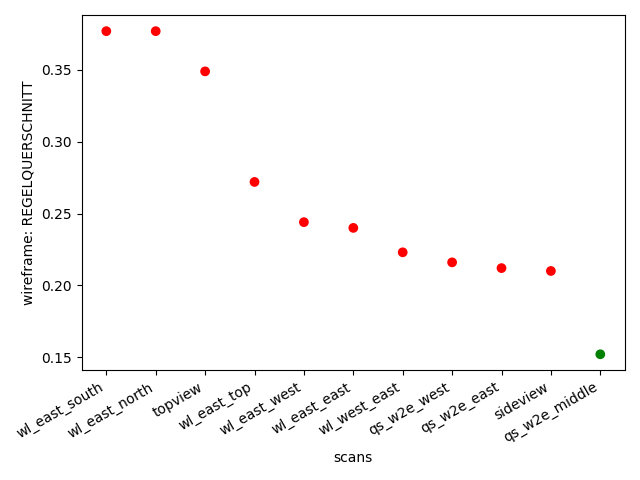 wireframe: REGELQUERSCHNITT
0.35
0.30
0.25
0.20
0.15
wl_east_south
wl_east_north
topview
wl_east_top
wl_east_west
wl_east_east
wl_west_east
qs_w2e_west
qs_w2e_east
sideview
qs_w2e_middle
scans